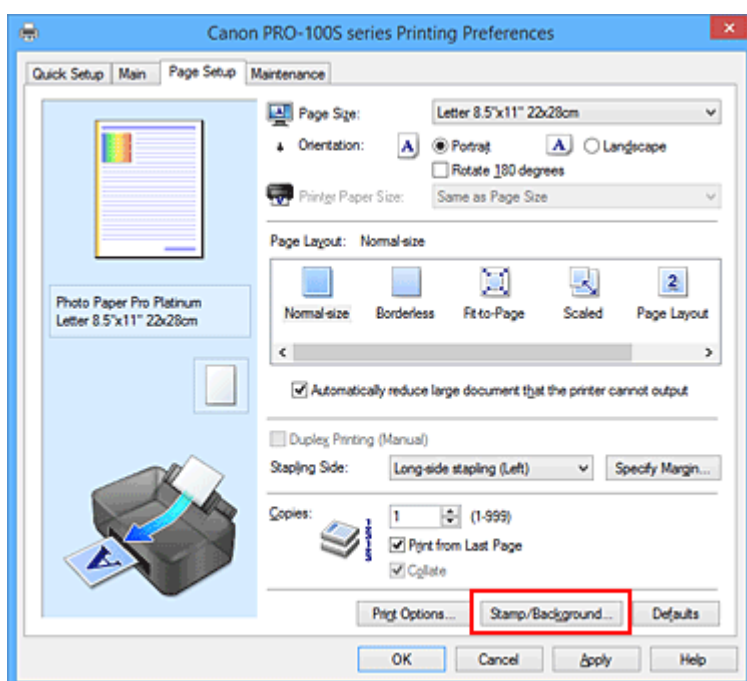 Canon PRO-100S series Printing Preferences
Quick Setup Main Page Setup Maintenance
Page Size: Letter 8.5"x11" 22x28cm
Orientation: A Portrait A Landscape
Rotate 180 degrees
Printer Paper Size: Same as Page Size
Page Layout: Normal-size
2
Normal-size Borderless Fit-to-Page Scaled Page Layout
Photo Paper Pro Platinum
Letter 8.5"x11" 22x28cm
Automatically reduce large document that the printer cannot output
Duplex Printing (Manual)
Stapling Side: Long-side stapling (Left) Specify Margin...
Copies: 1 (1-999)
Print from Last Page
Collate
A
Print Options... Stamp/Background... Defaults
OK Cancel Apply Help